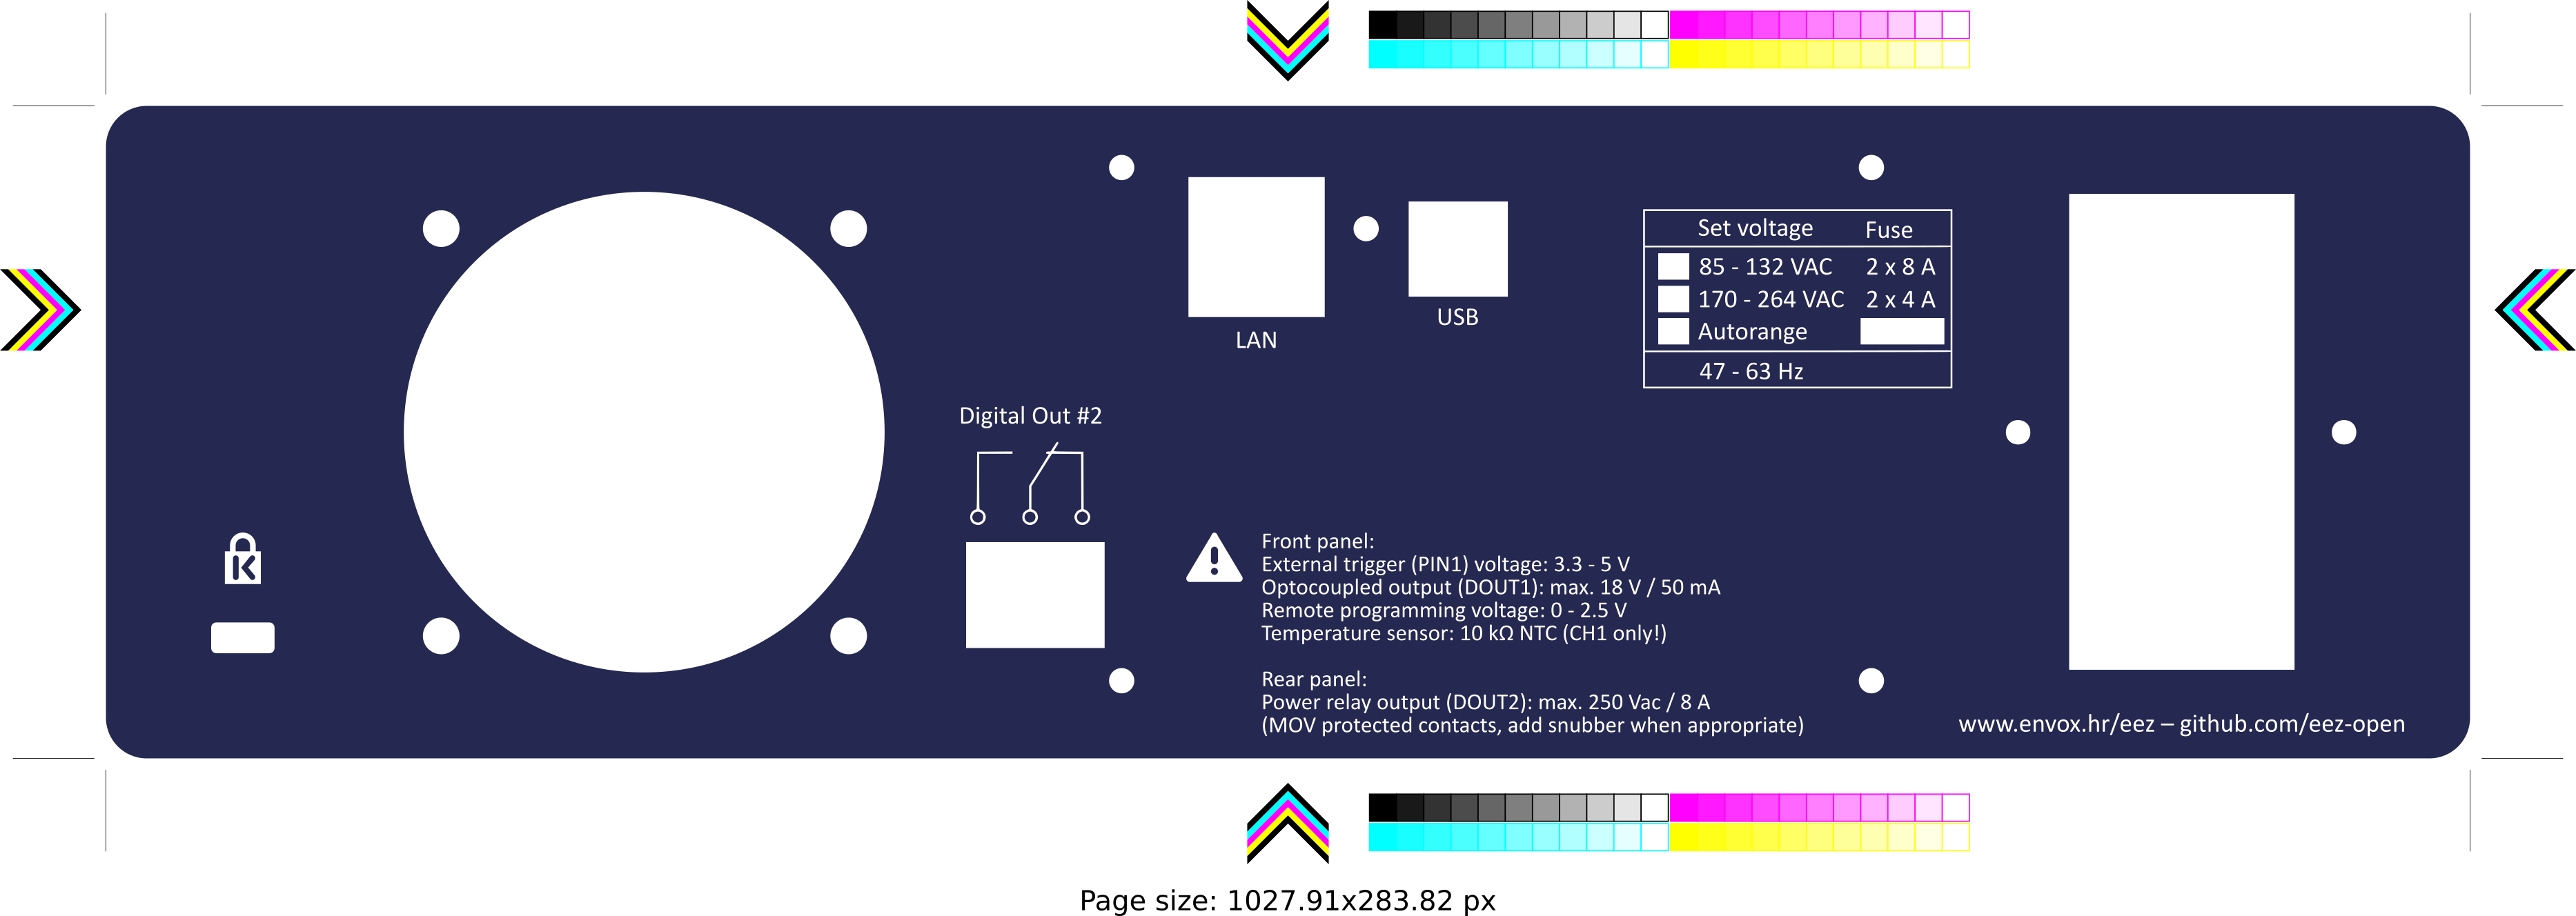 LAN
USB
Set voltage Fuse
85 - 132 VAC 2 x 8 A
170 - 264 VAC 2 x 4 A
Autorange
47 - 63 Hz
Digital Out #2
K
Front panel:
External trigger (PIN1) voltage: 3.3 - 5 V
Optocoupled output (DOUT1): max. 18 V / 50 mA
Remote programming voltage: 0 - 2.5 V
Temperature sensor: 10 kΩ NTC (CH1 only!)
Rear panel:
Power relay output (DOUT2): max. 250 Vac / 8 A
(MOV protected contacts, add snubber when appropriate)
www.envox.hr/eez – github.com/eez-open
Page size: 1027.91x283.82 px